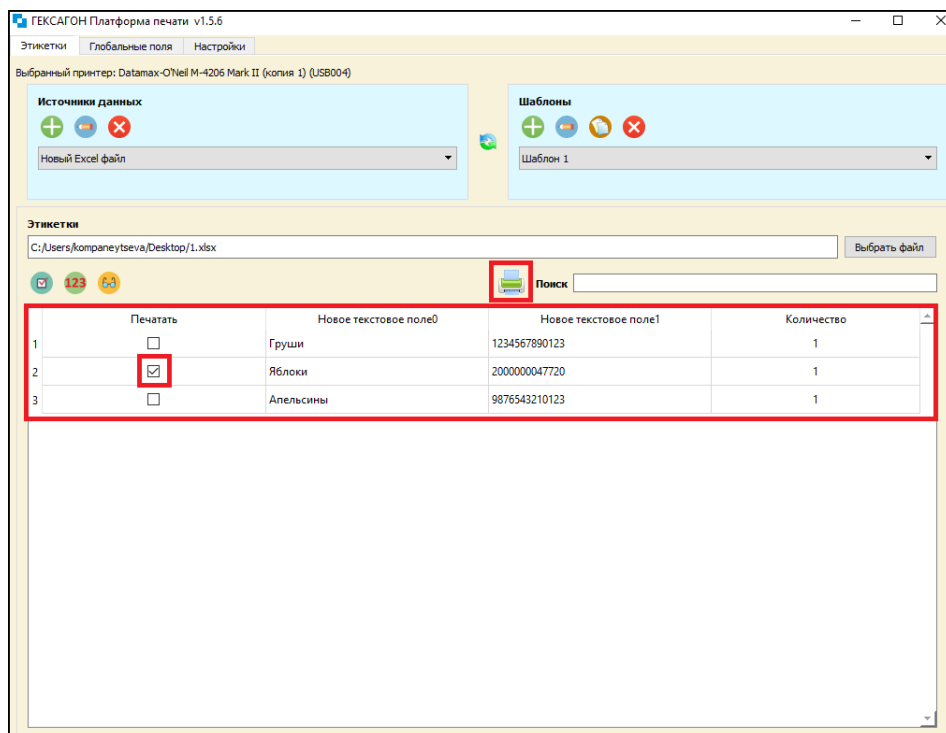 ГЕКСАГОН Платформа печати v1.5.6
Этикетки Глобальные поля Настройки
Выбранный принтер: Datamax-O'Neil M-4206 Mark II (копия 1) (USB004)
Источники данных Шаблоны
Новый Excel файл Шаблон 1
Этикетки
C:/Users/kompaneytseva/Desktop/1.xlsx Выбрать файл
123 Поиск
Печатать Новое текстовое поле0 Новое текстовое поле1 Количество
1 Груши 1234567890123 1
2 Яблоки 2000000047720 1
3 Апельсины 9876543210123 1